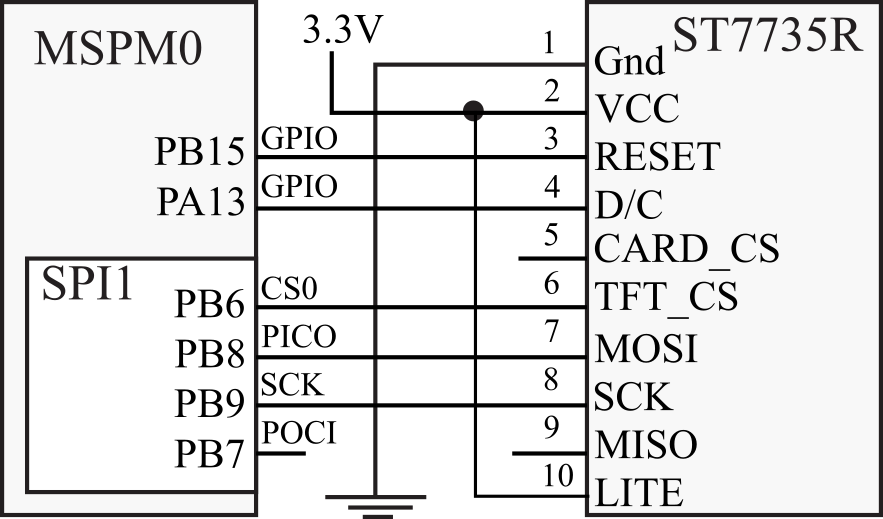 MSPM0
3.3V
ST7735R
1 Gnd
2 VCC
PB15 GPIO 3 RESET
PA13 GPIO 4 D/C
5 CARD_CS
SPI1
PB6 CS0 6 TFT_CS
PB8 PICO 7 MOSI
PB9 SCK 8 SCK
PB7 POCI 9 MISO
10 LITE